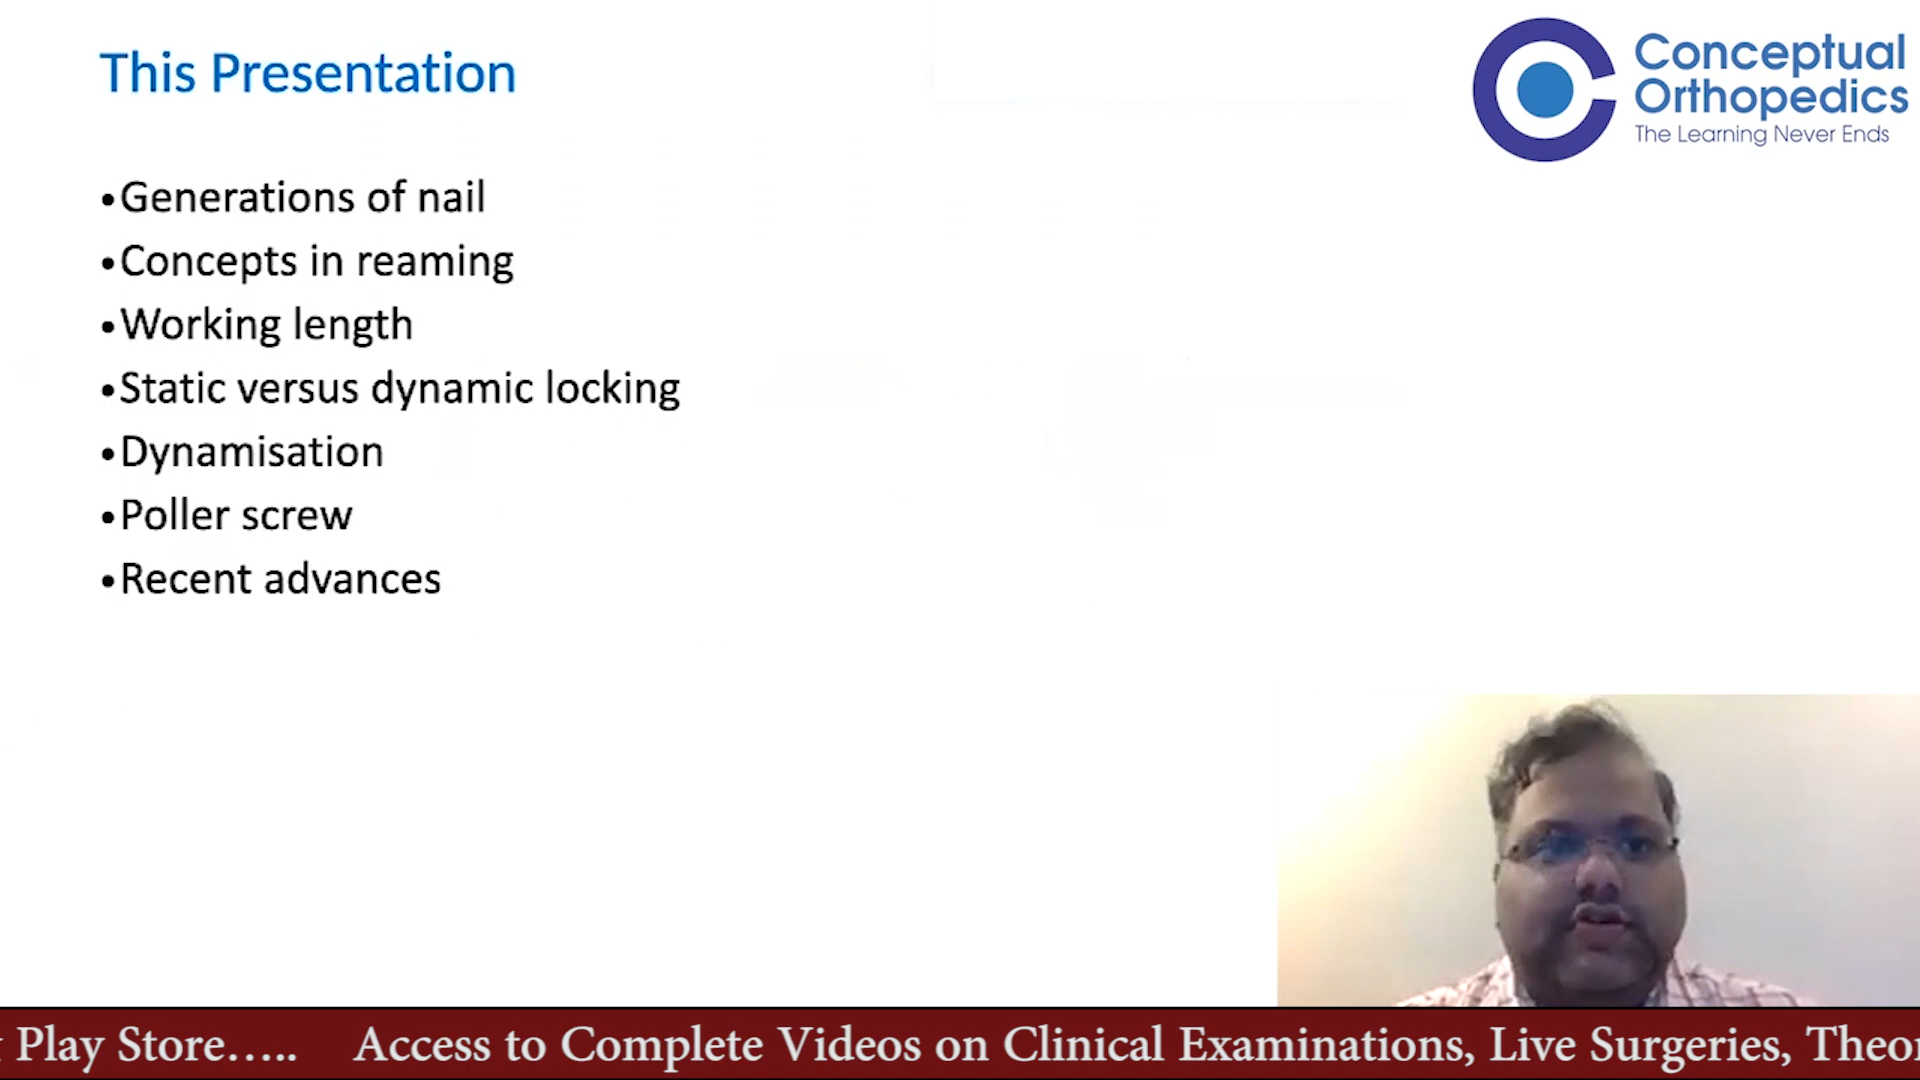 This Presentation
Conceptual
Orthopedics
The Learning Never Ends
•Generations of nail
•Concepts in reaming
•Working length
•Static versus dynamic locking
•Dynamisation
•Poller screw
•Recent advances
Play Store….. Access to Complete Videos on Clinical Examinations, Live Surgeries,